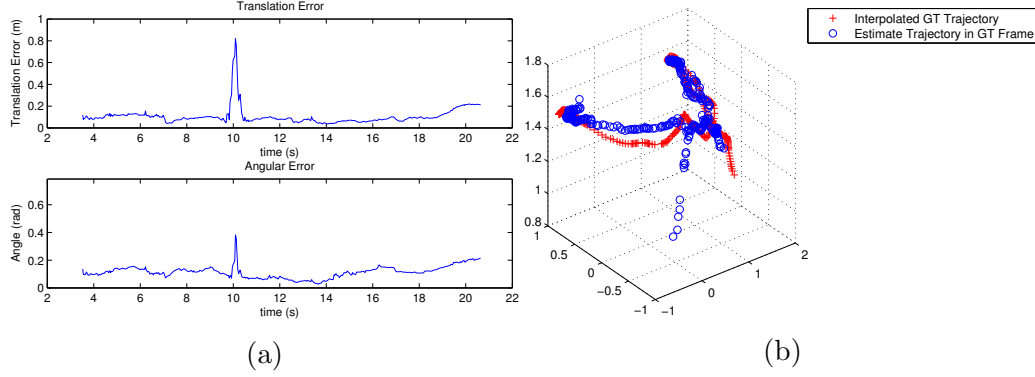 Translation Error
Translation Error (m)
1
0.8
0.6
0.4
0.2
0
2 4 6 8 10 12 14 16 18 20 22
time (s)
Angular Error
Angle (rad)
0.6
0.4
0.2
0
2 4 6 8 10 12 14 16 18 20 22
time (s)
(a)
Interpolated GT Trajectory
Estimate Trajectory in GT Frame
1.8
1.6
1.4
1.2
1
0.8
1
0.5
0
−0.5
−1
−1
0
1
2
(b)